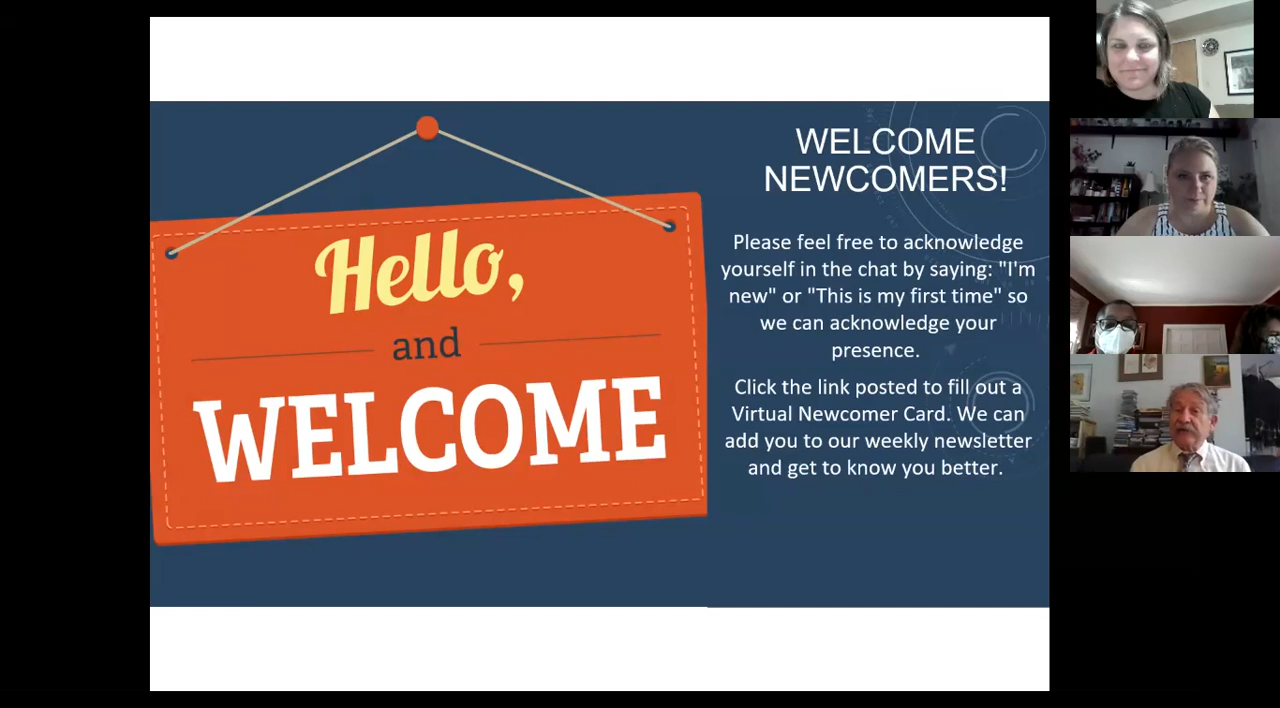 Hello,
and
WELCOME
WELCOME
NEWCOMERS!
Please feel free to acknowledge
yourself in the chat by saying: "I'm
new" or "This is my first time" so
we can acknowledge your
presence.
Click the link posted to fill out a
Virtual Newcomer Card. We can
add you to our weekly newsletter
and get to know you better.